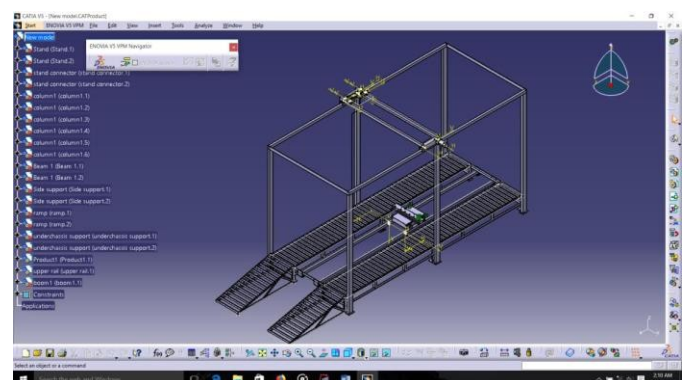 CATIA V5 - [New model.CATProduct]
Start ENOVIA V5 VPM File Edit View Insert Tools Analyze Window Help
New model
ENOVIA V5 VPM Navigator
Stand (Stand.1)
Stand (Stand.2)
ENOVIA
stand connector (stand connector.1)
stand connector (stand connector.2)
column1 (column1.1)
column1 (column1.2)
column1 (column1.3)
column1 (column1.4)
column1 (column1.5)
column1 (column1.6)
Beam 1 (Beam 1.1)
Beam 1 (Beam 1.2)
Side support (Side support.1)
Side support (Side support.2)
ramp (ramp.1)
ramp (ramp.2)
underchassis support (underchassis support.1)
underchassis support (underchassis support.2)
Product1 (Product1.1)
upper rail (upper rail.1)
boom1 (boom1.1)
Constraints
Applications
Select an object or a command
2:10 AM